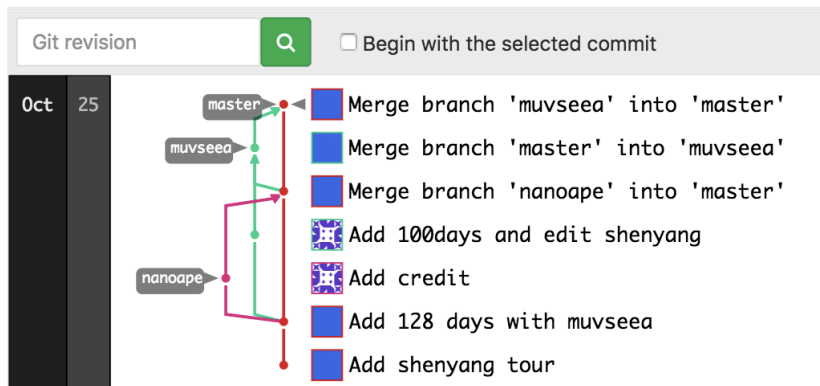 Git revision
Begin with the selected commit
Oct 25
master Merge branch 'muvseea' into 'master'
muvseea Merge branch 'master' into 'muvseea'
Merge branch 'nanoape' into 'master'
Add 100days and edit shenyang
nanoape Add credit
Add 128 days with muvseea
Add shenyang tour